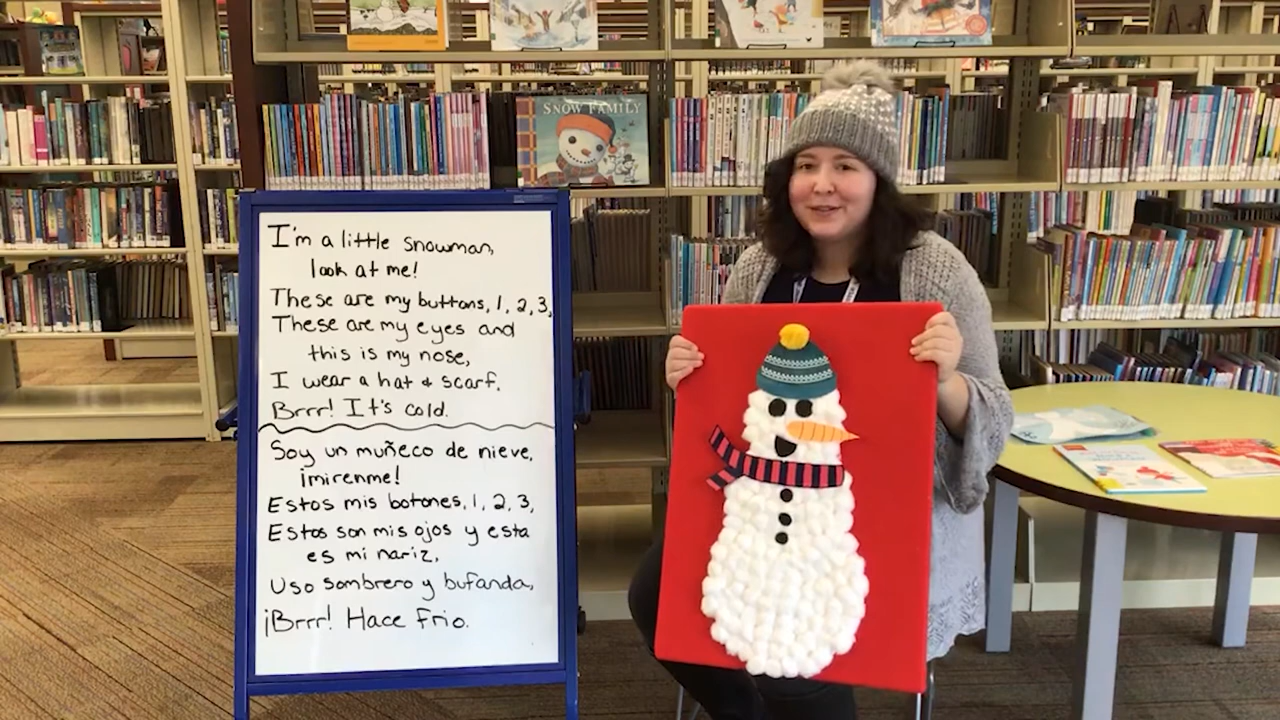 SNOW FAMILY
I'm a little snowman,
look at me!
These are my buttons, 1, 2, 3,
These are my eyes and
this is my nose,
I wear a hat & scarf,
Brrr! It's cold.
Soy un muñeco de nieve,
¡mirenme!
Estos mis botones, 1, 2, 3,
Estos son mis ojos y esta
es mi nariz,
Uso sombrero y bufanda,
¡Brrr! Hace frio.